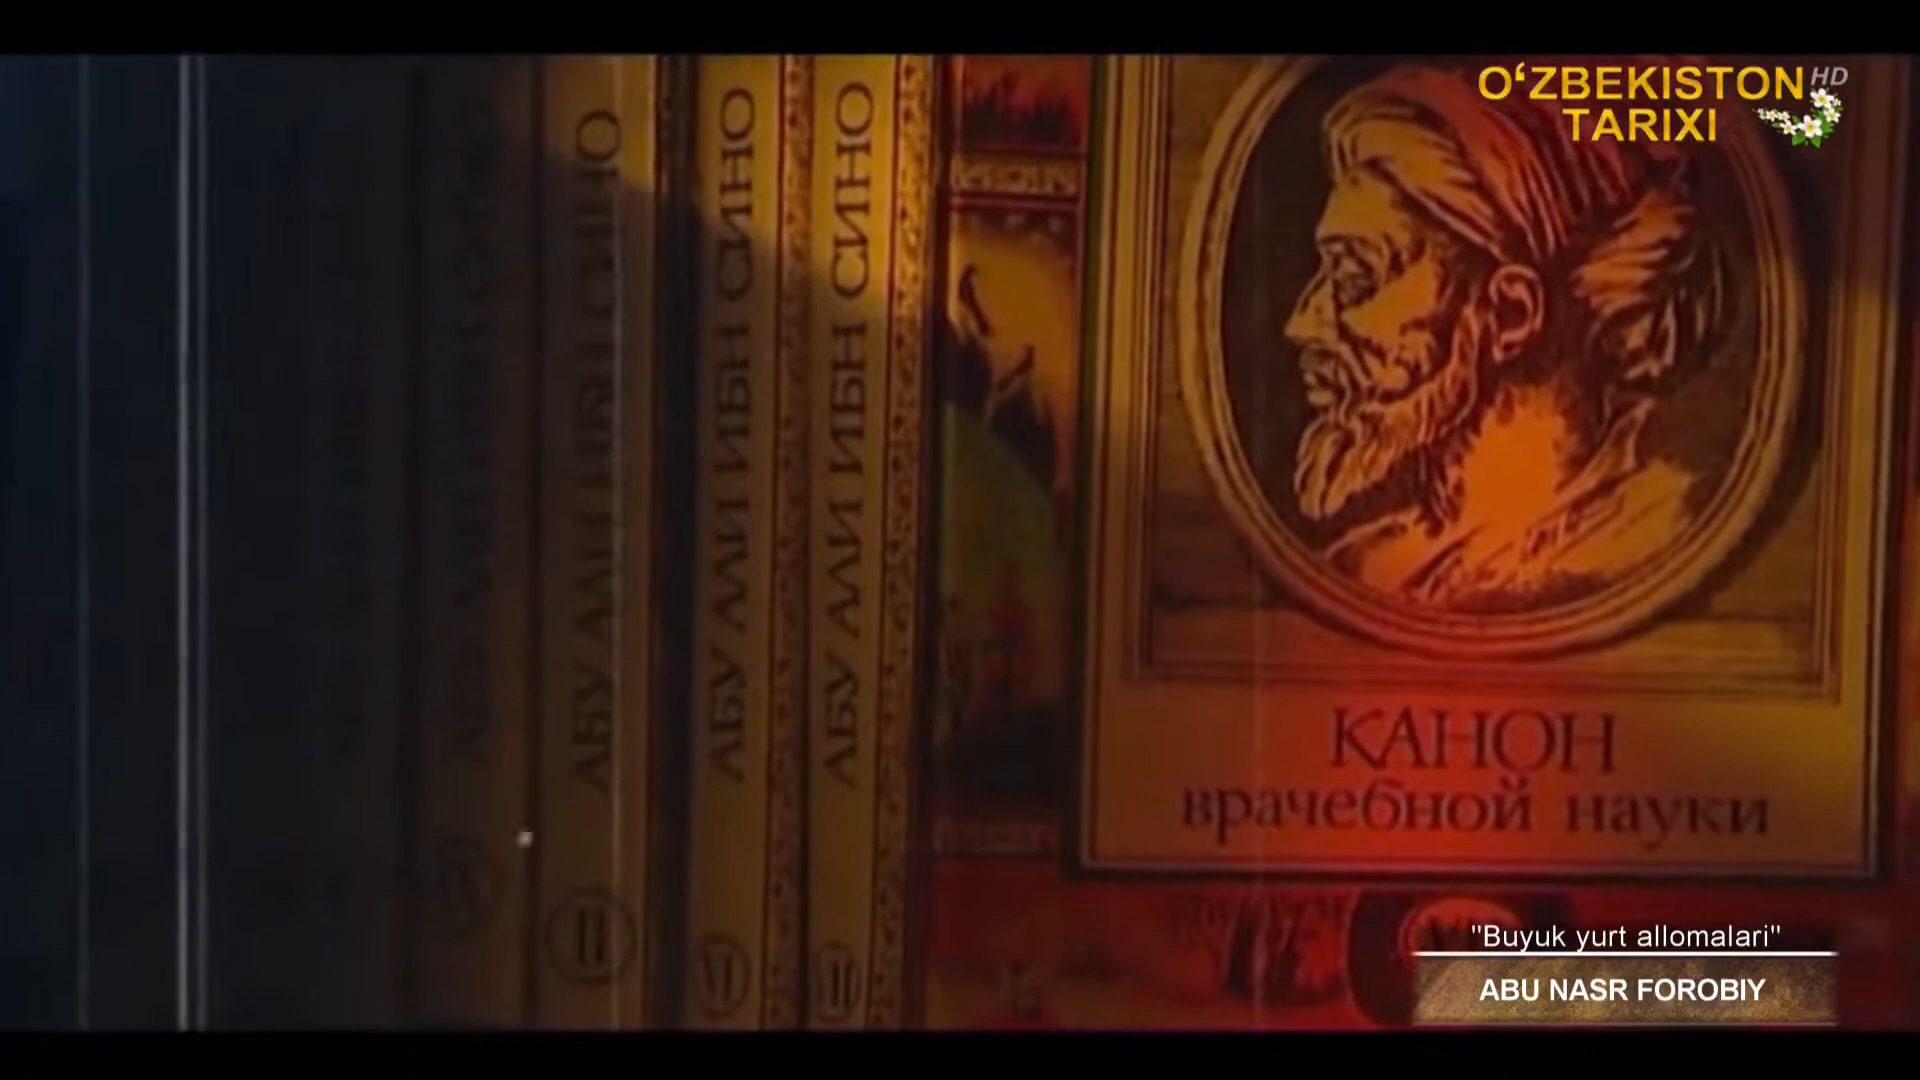 O‘ZBEKISTON HD
TARIXI
АБУ АЛИ ИБН СИНО
II
АБУ АЛИ ИБН СИНО
АБУ АЛИ ИБН СИНО
КАНОН
врачебной науки
"Buyuk yurt allomalari"
ABU NASR FOROBIY